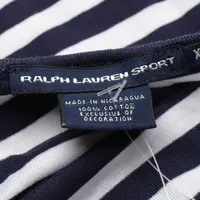 RALPH LAUREN SPORT
X
MADE IN NICARAGUA
100% COTTON
EXCLUSIVE OF
DECORATION